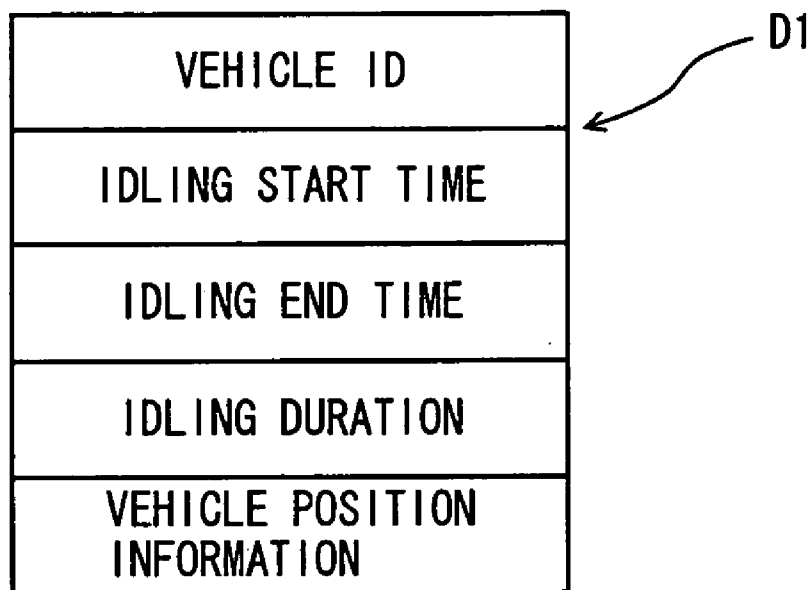 D1
VEHICLE ID
IDLING START TIME
IDLING END TIME
IDLING DURATION
VEHICLE POSITION
INFORMATION